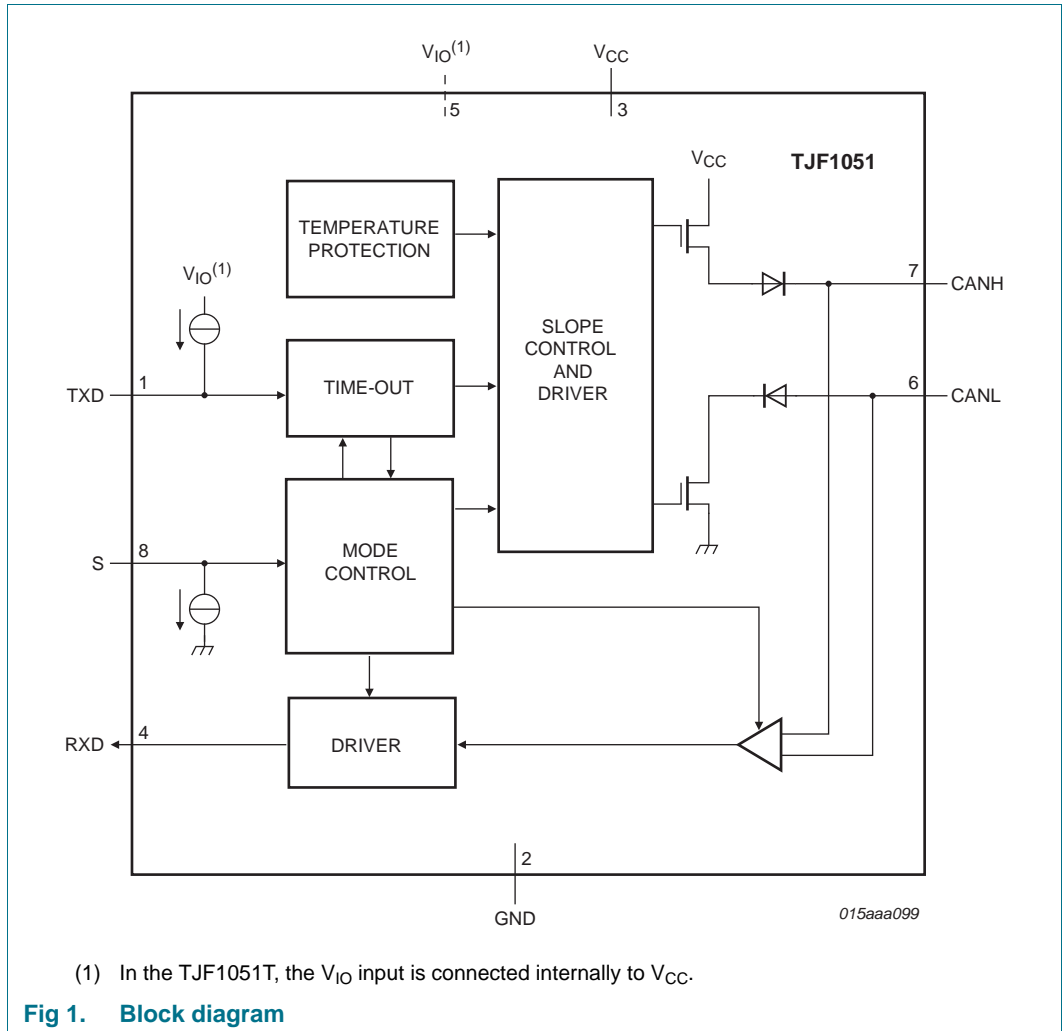 VIO(1)
VCC
5
3
VCC
TJF1051
TEMPERATURE
PROTECTION
VIO(1)
7
CANH
SLOPE
CONTROL
AND
DRIVER
TXD
1
TIME-OUT
6
CANL
S
8
MODE
CONTROL
RXD
4
DRIVER
2
GND
015aaa099
(1) In the TJF1051T, the VIO input is connected internally to VCC.
Fig 1. Block diagram